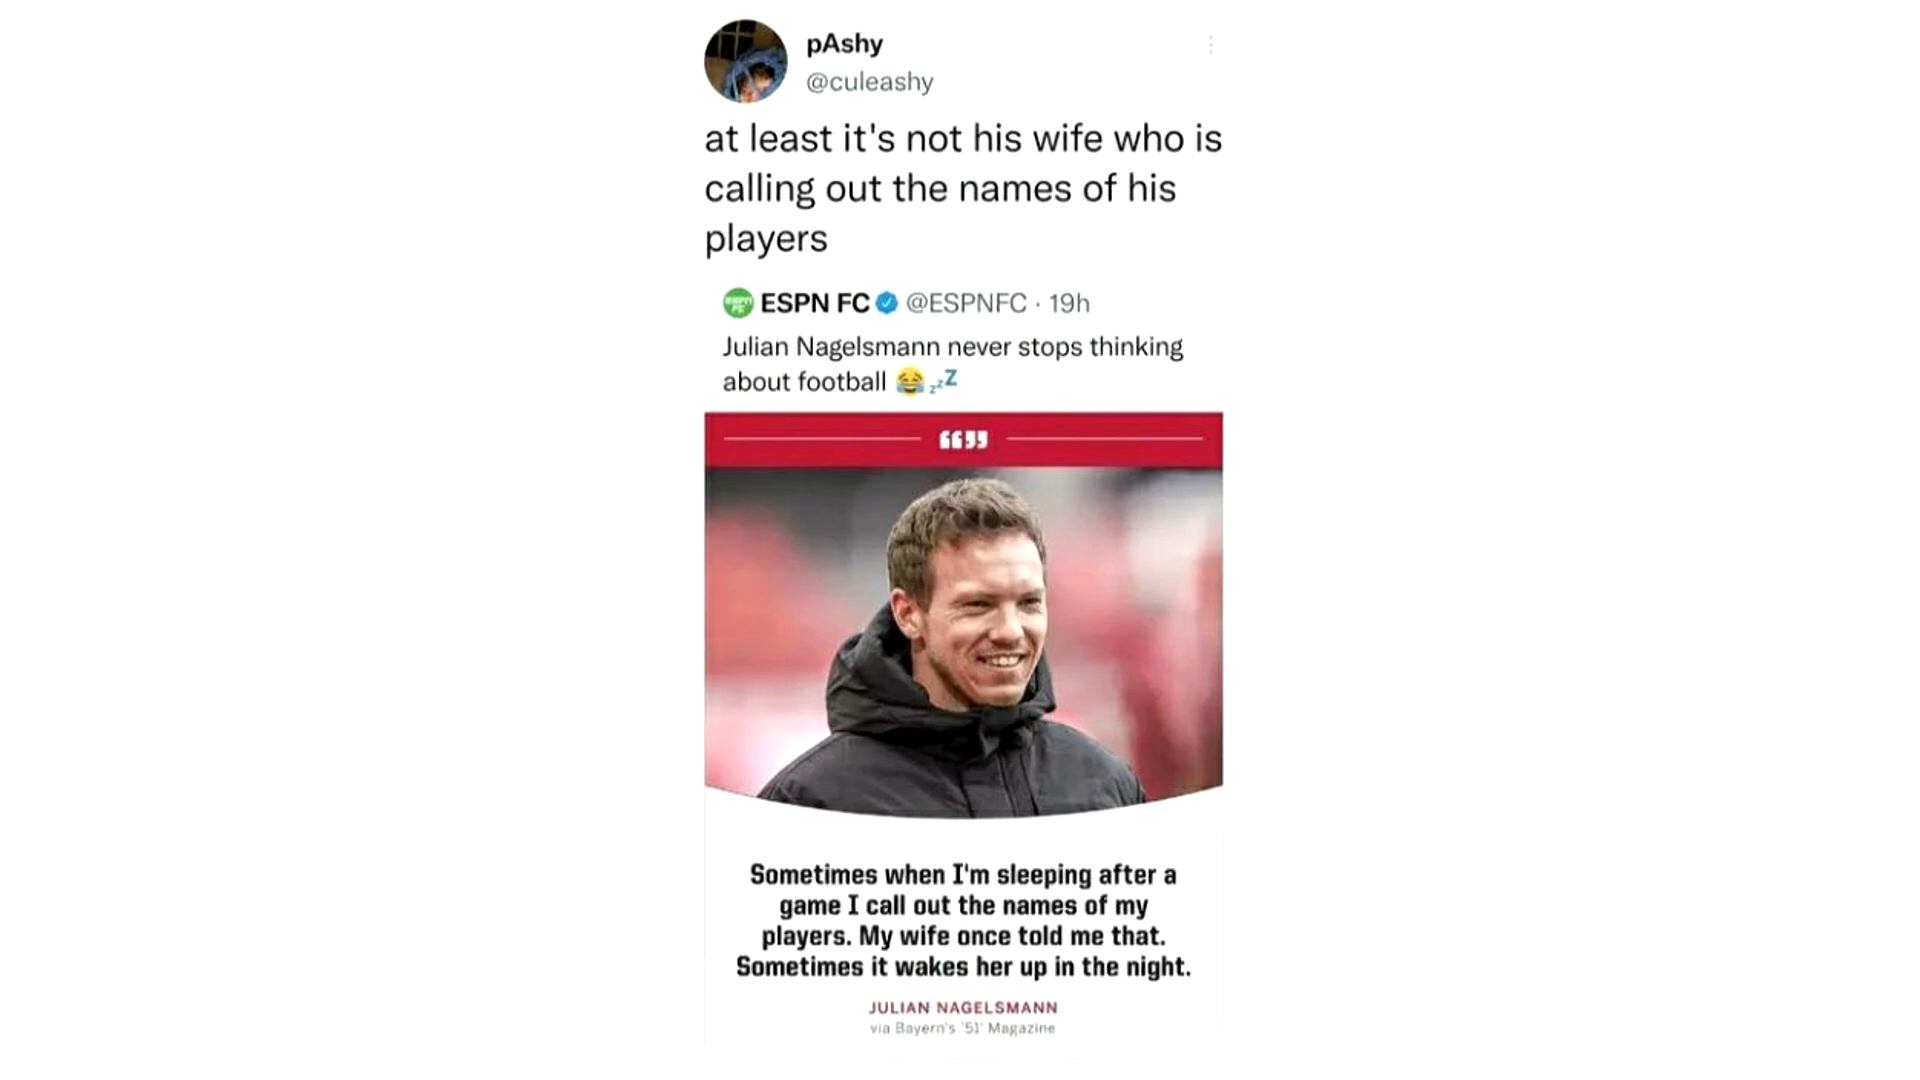 pAshy
@culeashy
at least it's not his wife who is
calling out the names of his
players
ESPN FC @ESPNFC · 19h
Julian Nagelsmann never stops thinking
about football 😂💤
❝❞
Sometimes when I'm sleeping after a
game I call out the names of my
players. My wife once told me that.
Sometimes it wakes her up in the night.
JULIAN NAGELSMANN
via Bayern's '51' Magazine